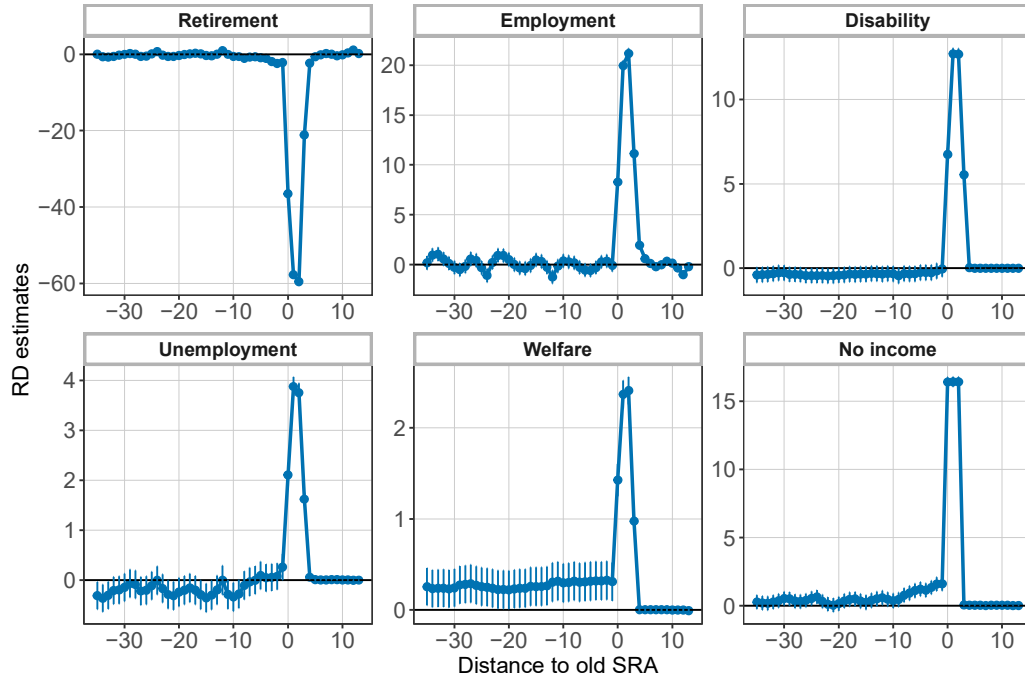 Retirement Employment Disability
0 20 10
−20 15
−40 10 5
−60 5 0
0
−30 −20 −10 0 10 −30 −20 −10 0 10 −30 −20 −10 0 10
RD estimates
Unemployment Welfare No income
4 2 15
3 10
2 1 5
1 0 0
0
−30 −20 −10 0 10 −30 −20 −10 0 10 −30 −20 −10 0 10
Distance to old SRA